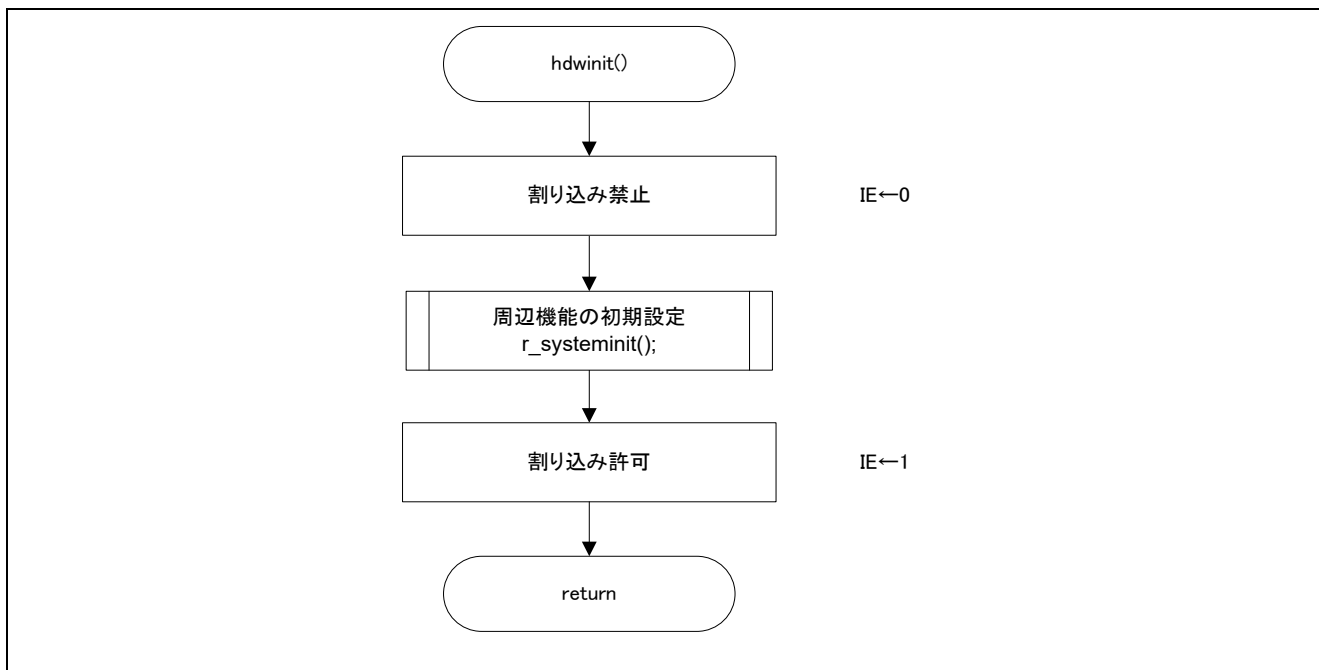 hdwinit()
割り込み禁止
IE←0
周辺機能の初期設定
r_systeminit();
割り込み許可
IE←1
return